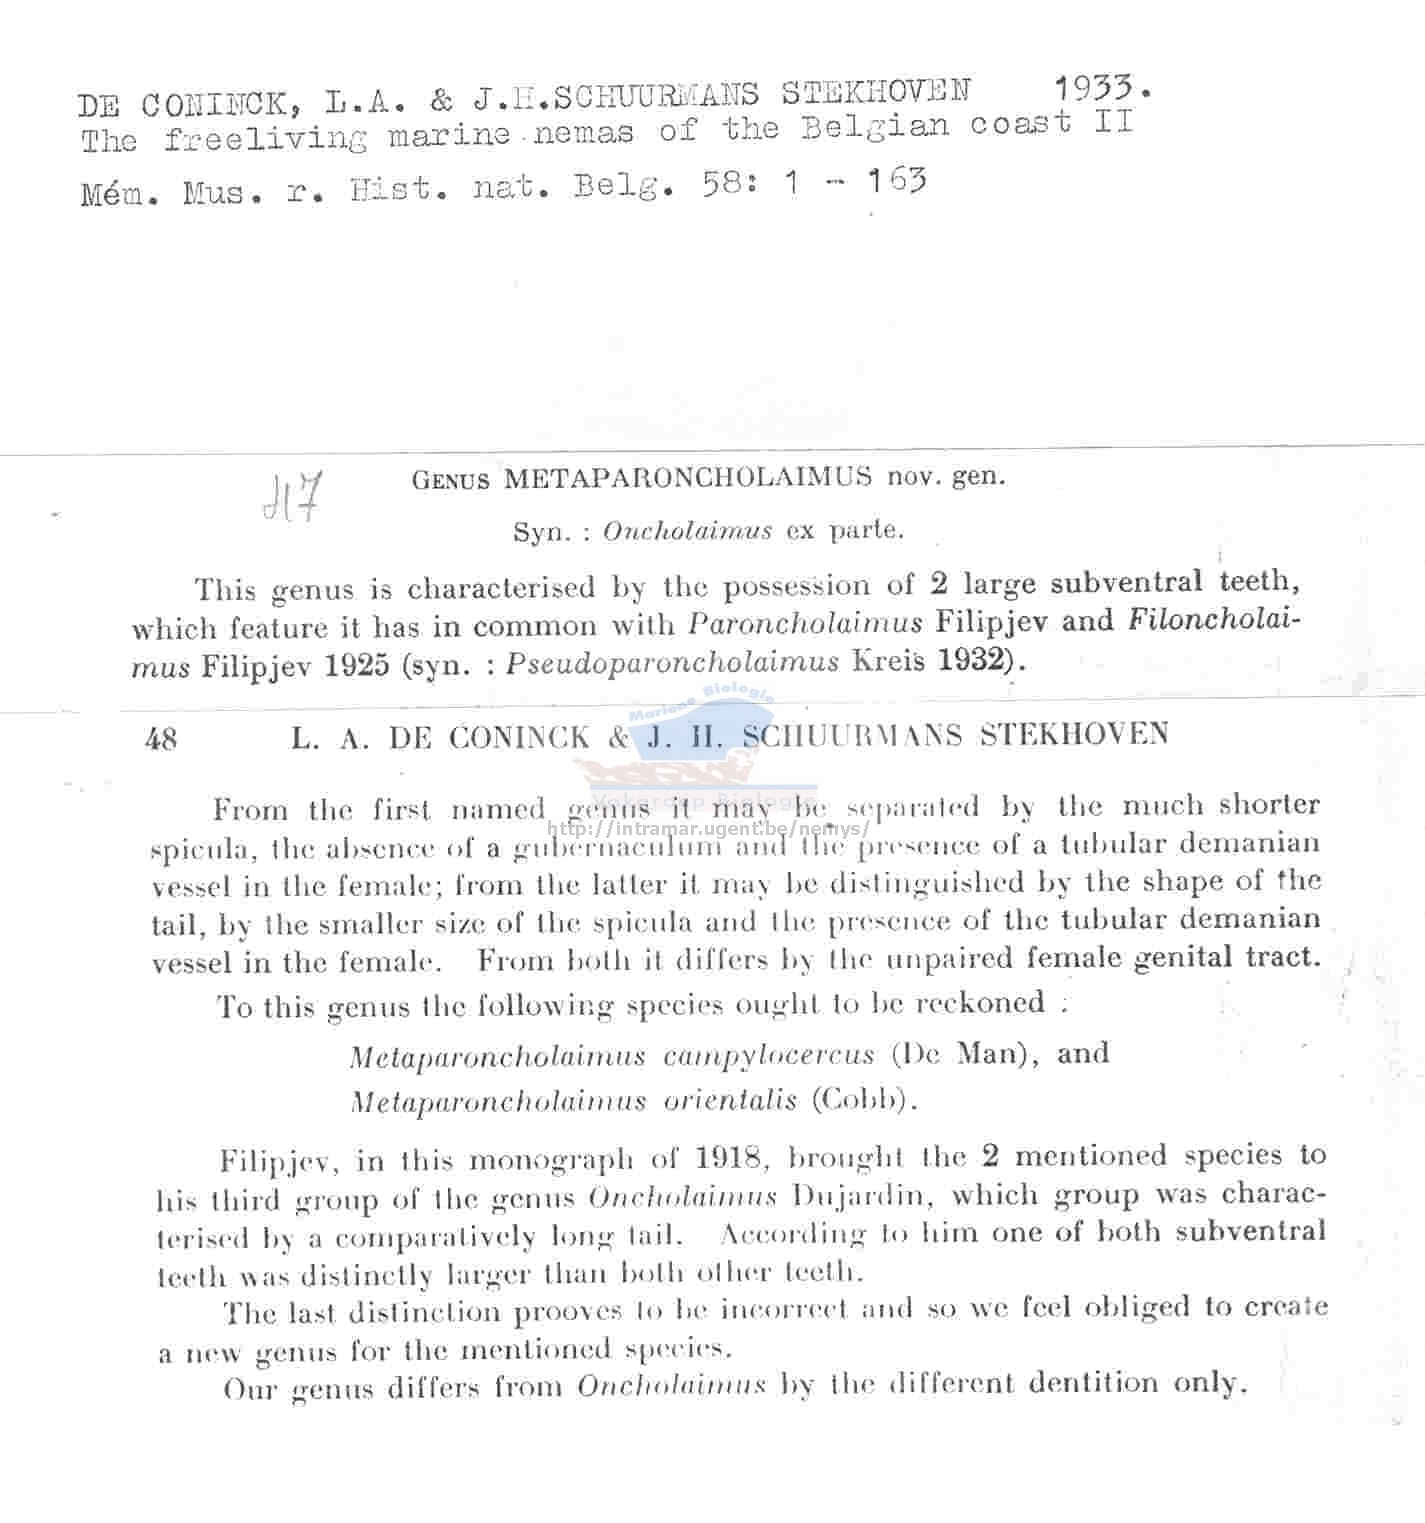 DE CONINCK, L.A. & J.H.SCHUURMANS STEKHOVEN 1933.
The freeliving marine nemas of the Belgian coast II
Mém. Mus. r. Hist. nat. Belg. 58: 1 - 163
GENUS METAPARONCHOLAIMUS nov. gen.
Syn. : Oncholaimus ex parte.
This genus is characterised by the possession of 2 large subventral teeth,
which feature it has in common with Paroncholaimus Filipjev and Filoncholai-
mus Filipjev 1925 (syn. : Pseudoparoncholaimus Kreis 1932).
Mariene Biologie
48 L. A. DE CONINCK & J. H. SCHUURMANS STEKHOVEN
Vakgroep Biologie
http://intramar.ugent.be/nemys/
From the first named genus it may be separated by the much shorter
spicula, the absence of a gubernaculum and the presence of a tubular demanian
vessel in the female; from the latter it may be distinguished by the shape of the
tail, by the smaller size of the spicula and the presence of the tubular demanian
vessel in the female. From both it differs by the unpaired female genital tract.
To this genus the following species ought to be reckoned :
Metaparoncholaimus campylocercus (De Man), and
Metaparoncholaimus orientalis (Cobb).
Filipjev, in this monograph of 1918, brought the 2 mentioned species to
his third group of the genus Oncholaimus Dujardin, which group was charac-
terised by a comparatively long tail. According to him one of both subventral
teeth was distinctly larger than both other teeth.
The last distinction prooves to be incorrect and so we feel obliged to create
a new genus for the mentioned species.
Our genus differs from Oncholaimus by the different dentition only.